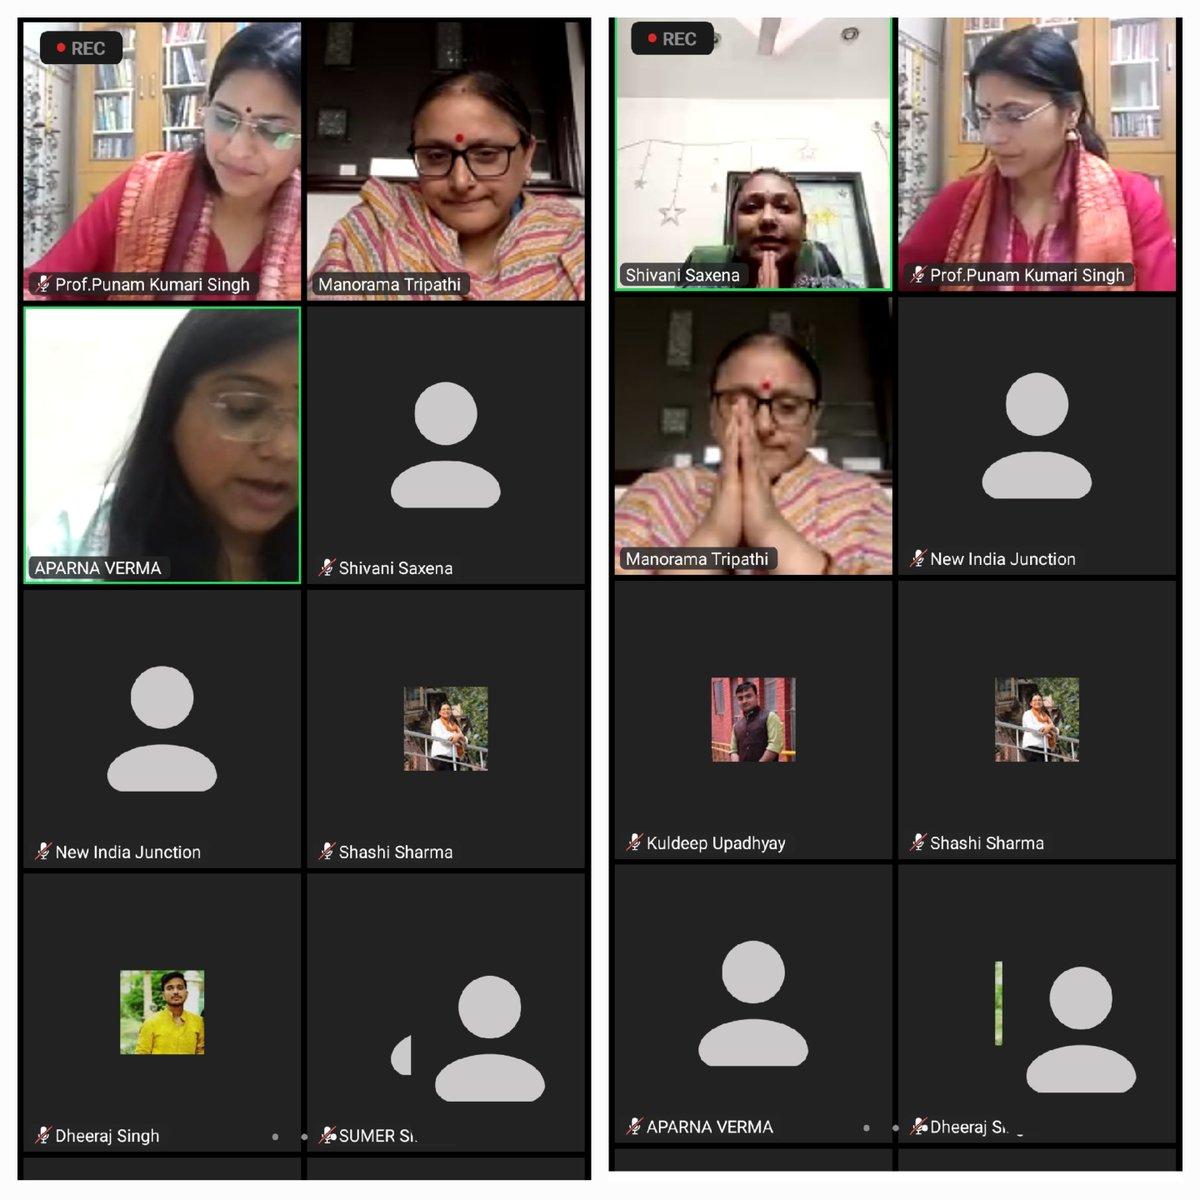 REC
Prof.Punam Kumari Singh
Manorama Tripathi
APARNA VERMA
Shivani Saxena
New India Junction
Shashi Sharma
Dheeraj Singh
SUMER
REC
Shivani Saxena
Prof.Punam Kumari Singh
Manorama Tripathi
New India Junction
Kuldeep Upadhyay
Shashi Sharma
APARNA VERMA
Dheeraj